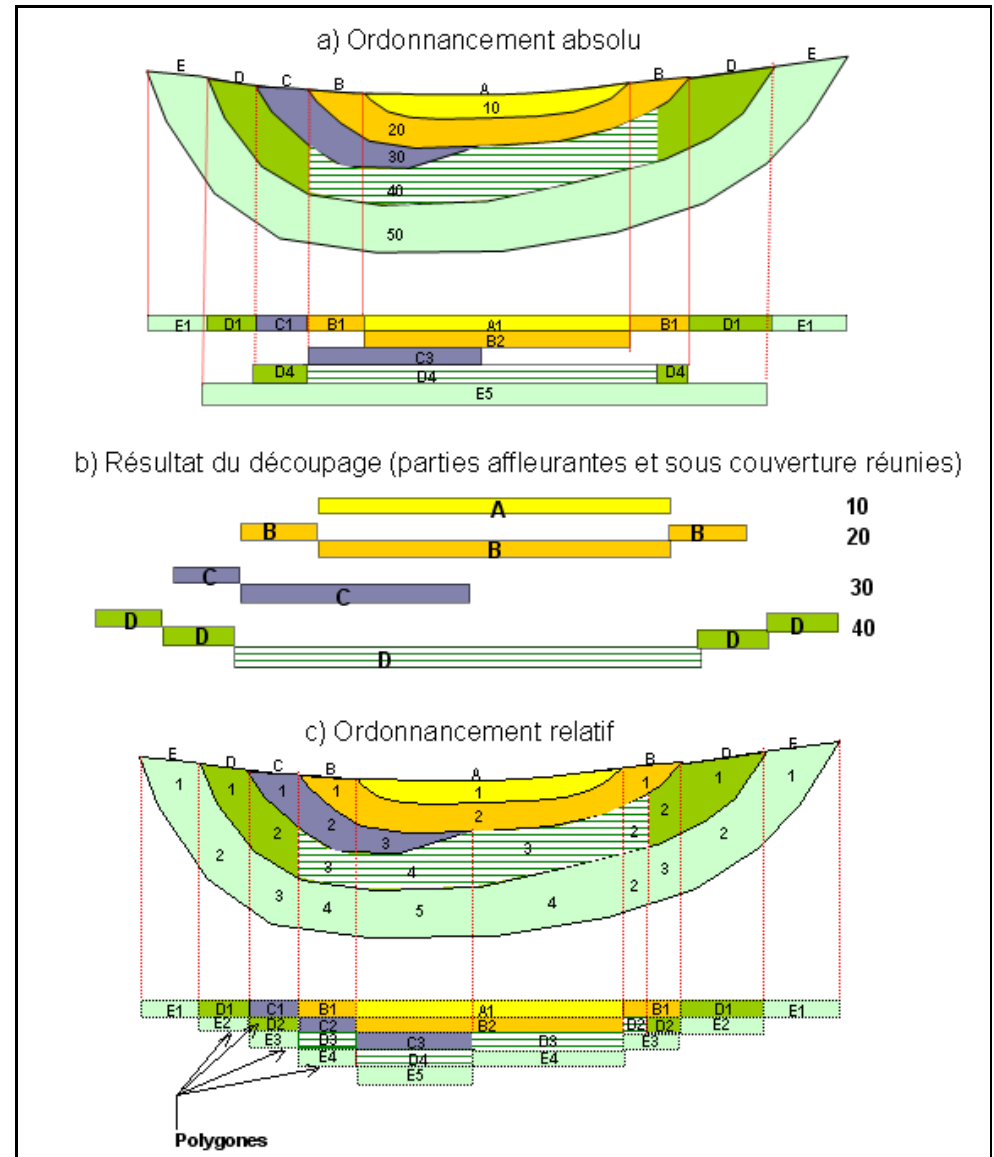 a) Ordonnancement absolu
E D C B A B D E
10
20
30
40
50
E1 D1 C1 B1 A1 B1 D1 E1
B2
C3
D4 D4 D4
E5
b) Résultat du découpage (parties affleurantes et sous couverture réunies)
A 10
B B 20
B
C 30
C
D D 40
D D
D
c) Ordonnancement relatif
E D C B A B D E
1 1 1 1 1 1 1 1
2 2 2 2 2 2 2 2
3 3 3 3
3 4 4 5 4 2
E1 D1 C1 B1 A1 B1 D1 E1
E2 D2 C2 B2 D2 D2 E2
E3 D3 C3 D3 E3
E4 D4 E4
E5
Polygones